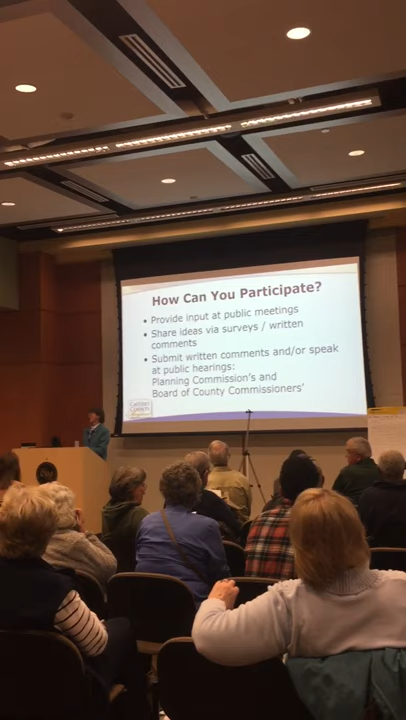 How Can You Participate?
• Provide input at public meetings
• Share ideas via surveys / written
comments
• Submit written comments and/or speak
at public hearings:
Planning Commission's and
Board of County Commissioners'